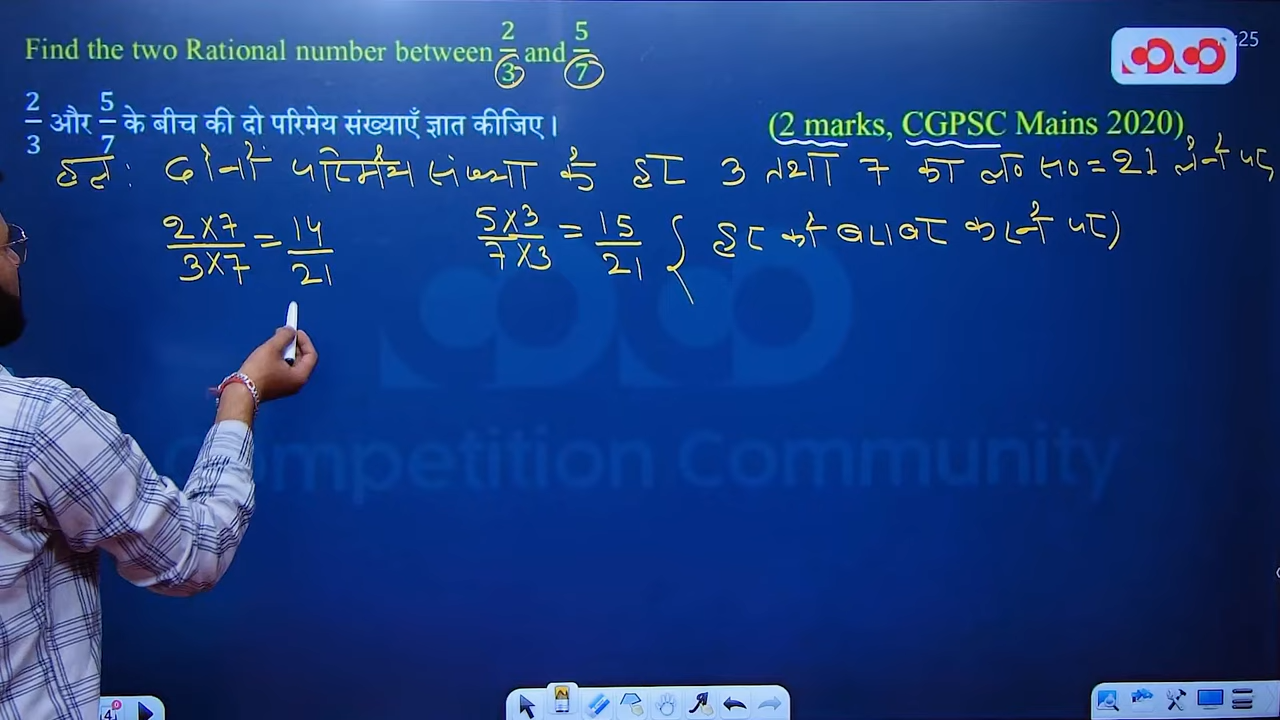 Find the two Rational number between 2/3 and 5/7
:25
2/3 और 5/7 के बीच की दो परिमेय संख्याएँ ज्ञात कीजिए।
(2 marks, CGPSC Mains 2020)
हल: दोनों परिमेय संख्या के हर 3 तथा 7 का ल० स० = 21 लेने पर,
2×7/3×7 = 14/21 5×3/7×3 = 15/21 { हर को बराबर करने पर)
Competition Community